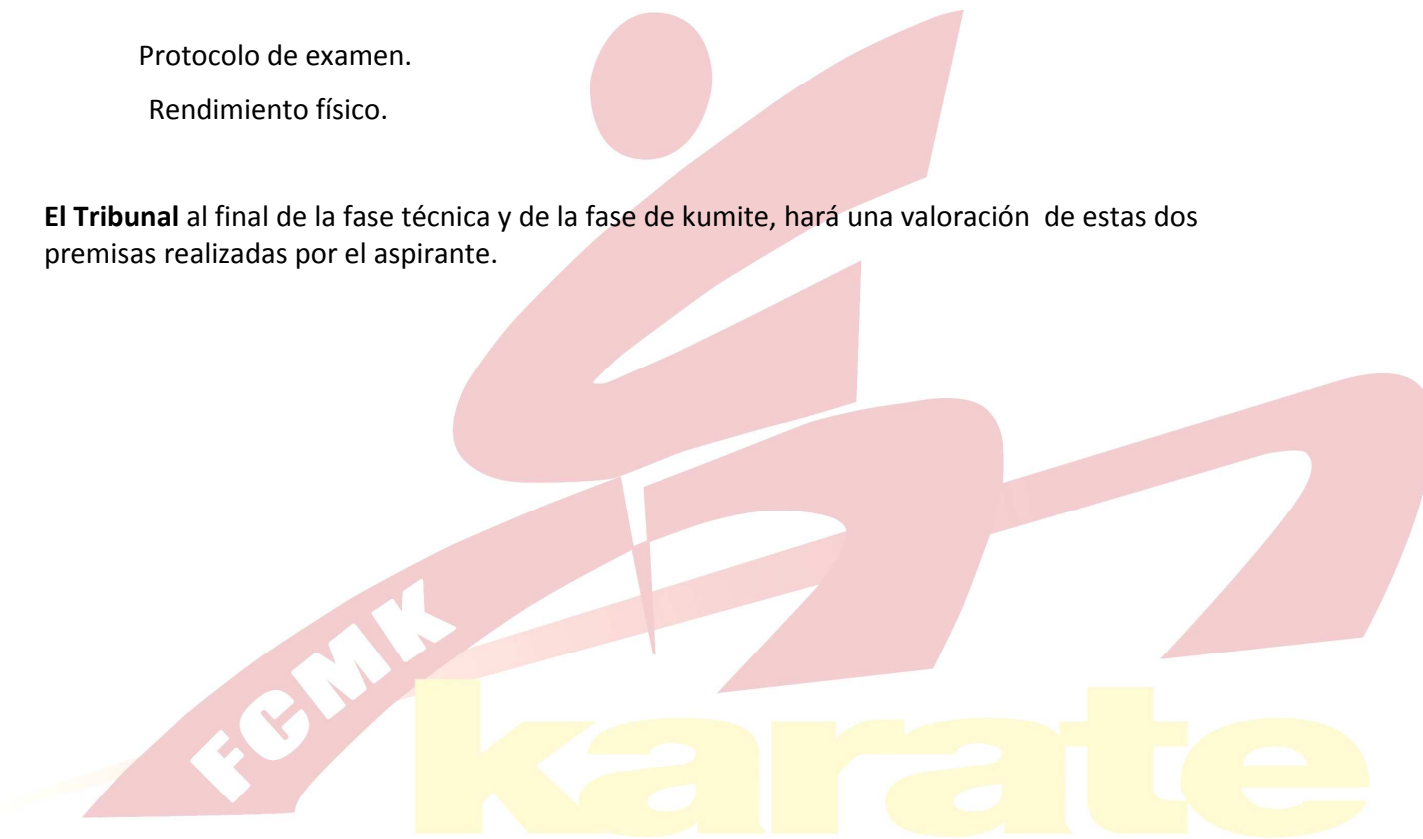 Protocolo de examen.
Rendimiento físico.
El Tribunal al final de la fase técnica y de la fase de kumite, hará una valoración  de estas dos
premisas realizadas por el aspirante.
FCMK
karate